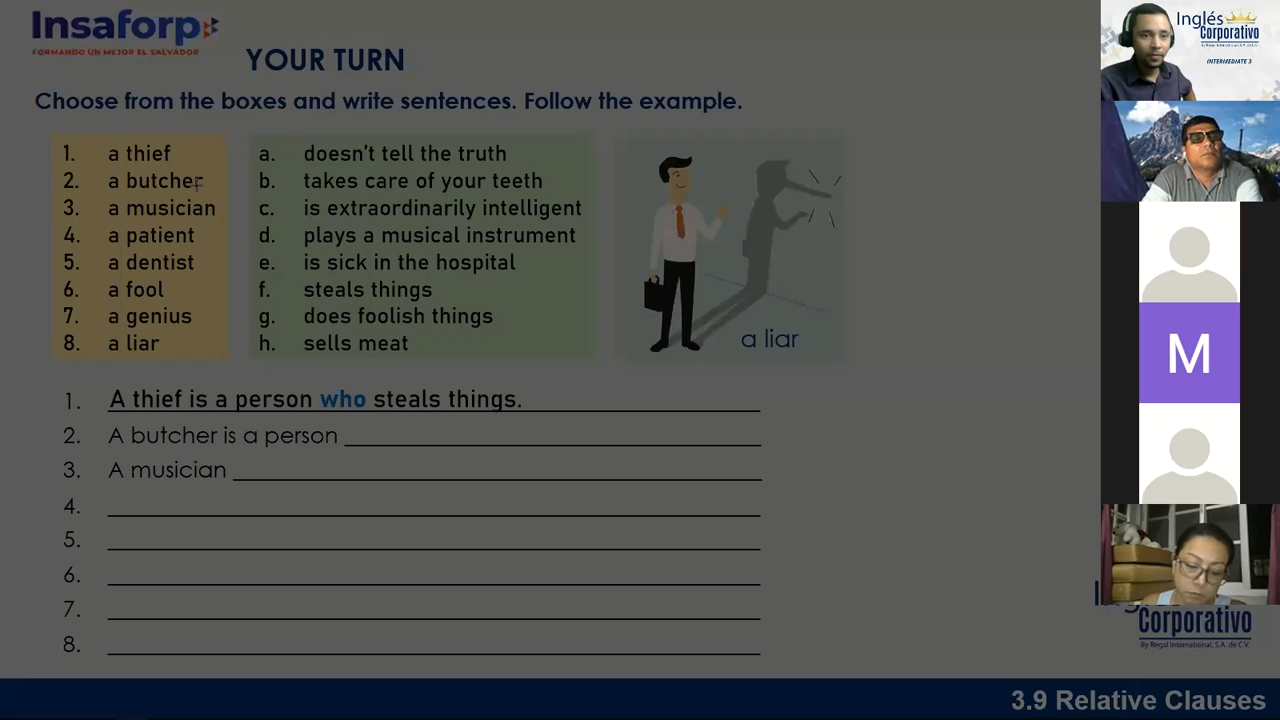 Insaforp
FORMANDO UN MEJOR EL SALVADOR
YOUR TURN
Choose from the boxes and write sentences. Follow the example.
1. a thief
2. a butcher
3. a musician
4. a patient
5. a dentist
6. a fool
7. a genius
8. a liar
a. doesn't tell the truth
b. takes care of your teeth
c. is extraordinarily intelligent
d. plays a musical instrument
e. is sick in the hospital
f. steals things
g. does foolish things
h. sells meat
a liar
1. A thief is a person who steals things.
2. A butcher is a person
3. A musician
4.
5.
6.
7.
8.
Inglés
Corporativo
INTERMEDIATE 3
M
Corporativo
By Regal International, S.A. de C.V.
3.9 Relative Clauses